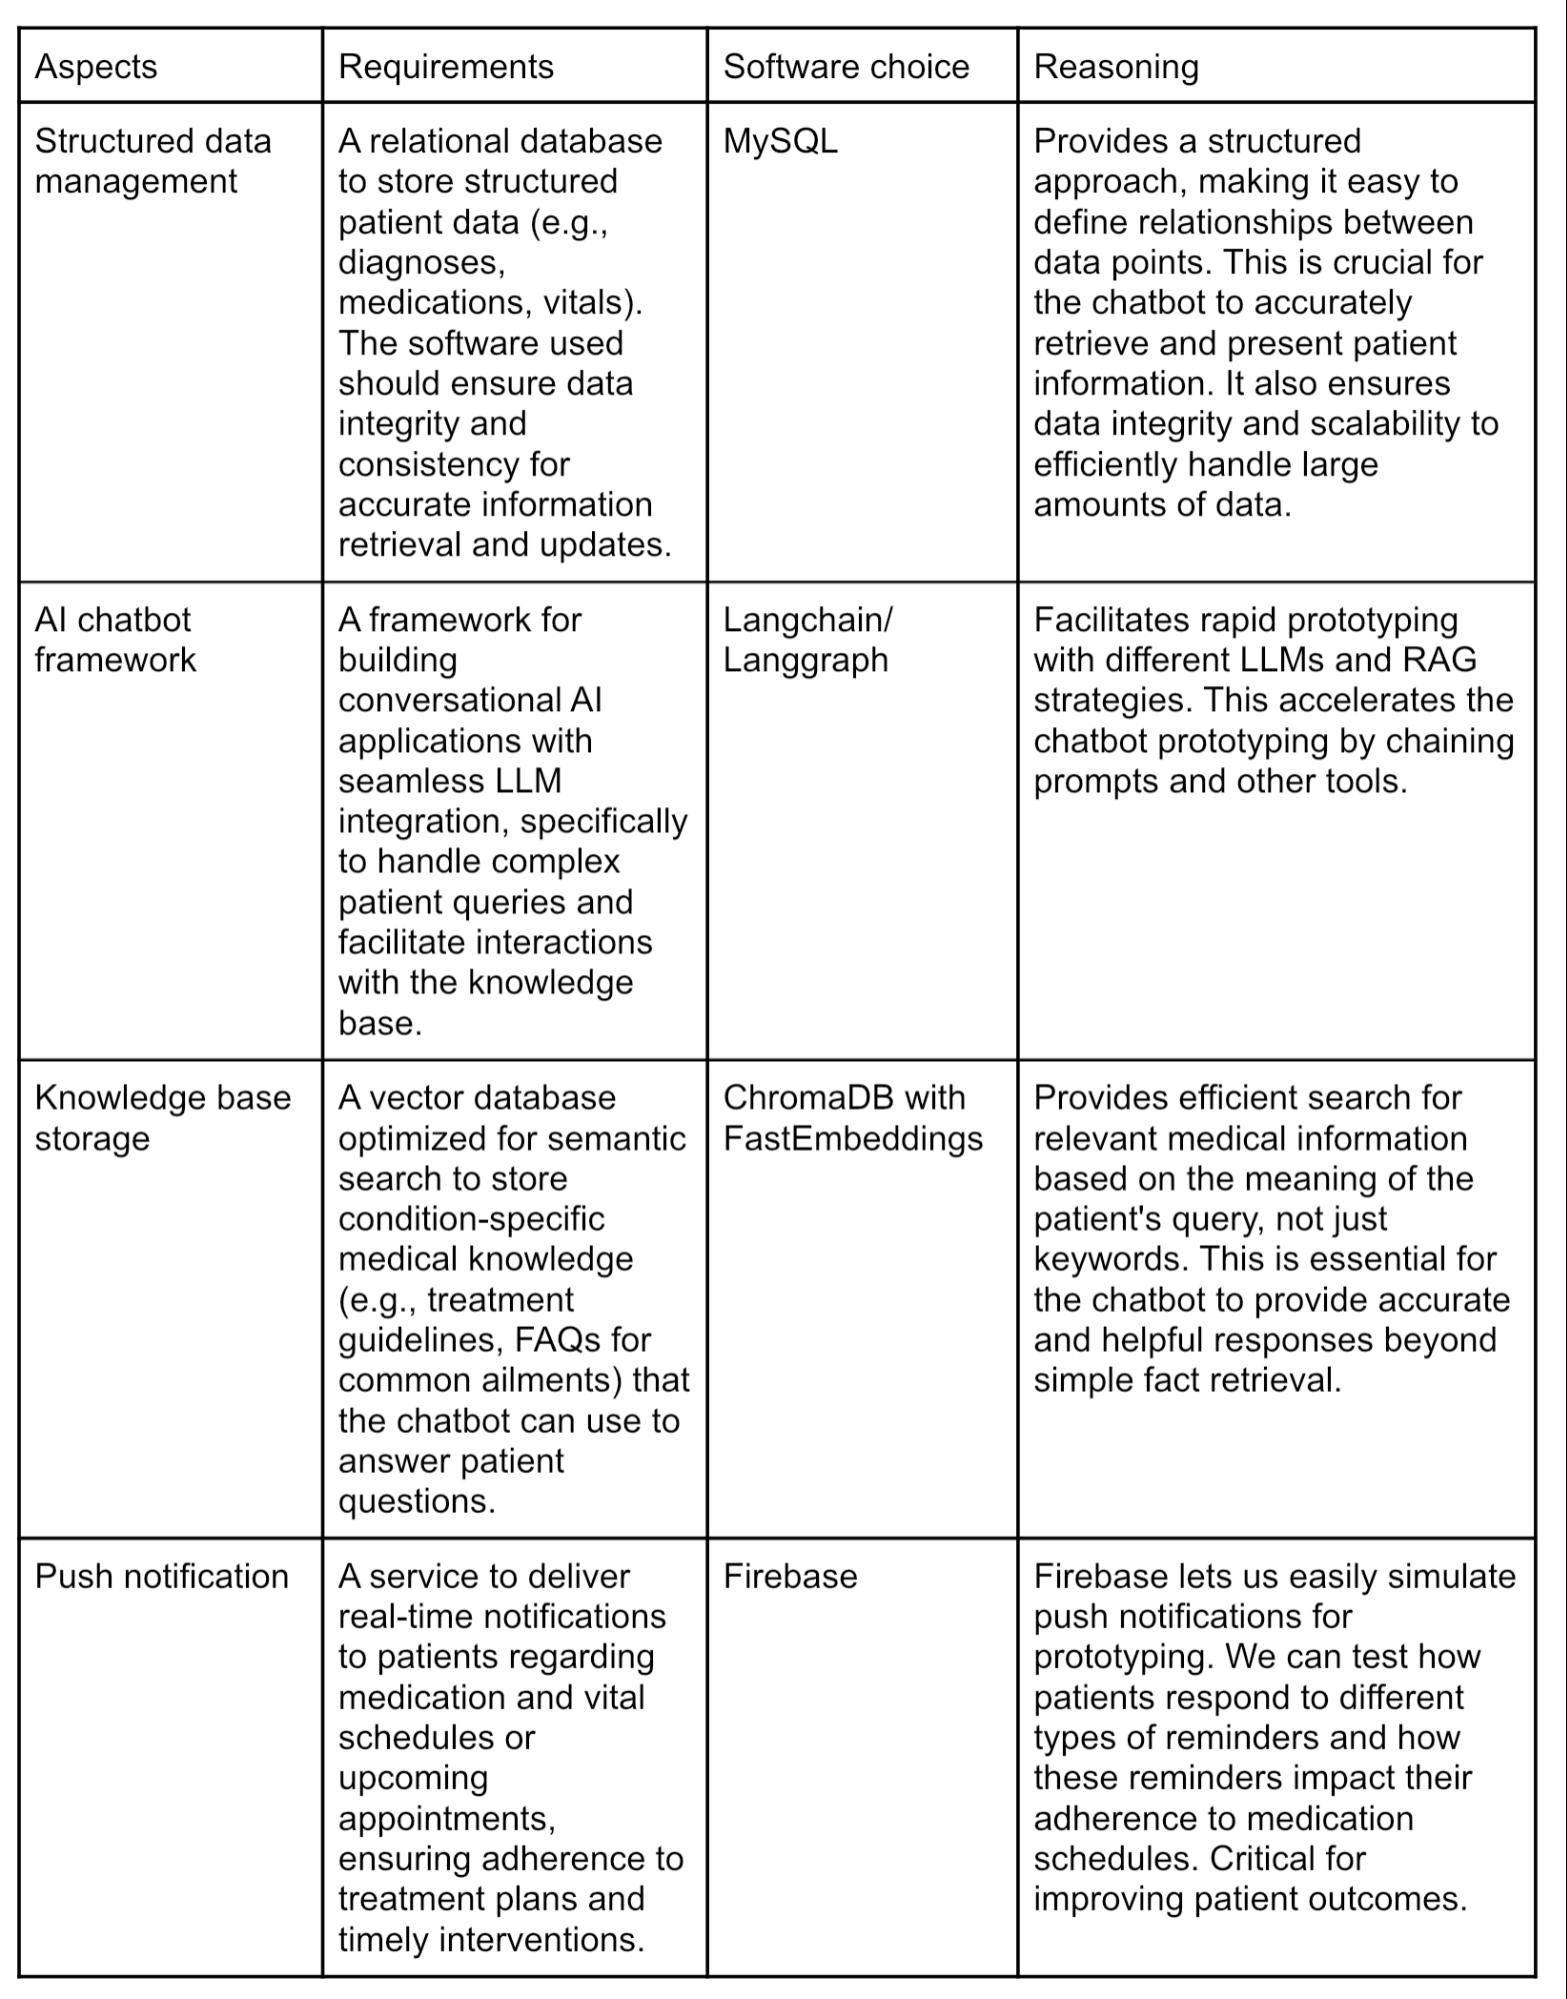 Aspects
Requirements
Software choice
Reasoning
Structured data
management
A relational database
to store structured
patient data (e.g.,
diagnoses,
medications, vitals).
The software used
should ensure data
integrity and
consistency for
accurate information
retrieval and updates.
MySQL
Provides a structured
approach, making it easy to
define relationships between
data points. This is crucial for
the chatbot to accurately
retrieve and present patient
information. It also ensures
data integrity and scalability to
efficiently handle large
amounts of data.
AI chatbot
framework
A framework for
building
conversational AI
applications with
seamless LLM
integration, specifically
to handle complex
patient queries and
facilitate interactions
with the knowledge
base.
Langchain/
Langgraph
Facilitates rapid prototyping
with different LLMs and RAG
strategies. This accelerates the
chatbot prototyping by chaining
prompts and other tools.
Knowledge base
storage
A vector database
optimized for semantic
search to store
condition-specific
medical knowledge
(e.g., treatment
guidelines, FAQs for
common ailments) that
the chatbot can use to
answer patient
questions.
ChromaDB with
FastEmbeddings
Provides efficient search for
relevant medical information
based on the meaning of the
patient's query, not just
keywords. This is essential for
the chatbot to provide accurate
and helpful responses beyond
simple fact retrieval.
Push notification
A service to deliver
real-time notifications
to patients regarding
medication and vital
schedules or
upcoming
appointments,
ensuring adherence to
treatment plans and
timely interventions.
Firebase
Firebase lets us easily simulate
push notifications for
prototyping. We can test how
patients respond to different
types of reminders and how
these reminders impact their
adherence to medication
schedules. Critical for
improving patient outcomes.